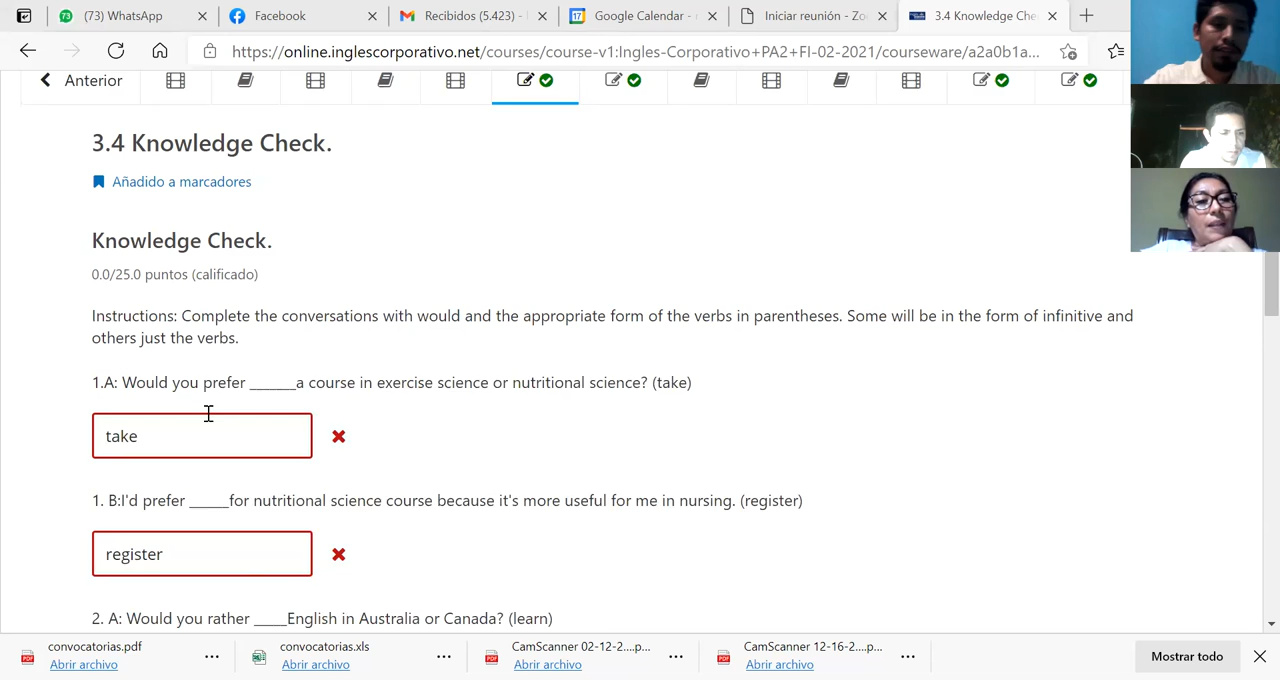 (73) WhatsApp
Facebook
Recibidos (5.423) -
Google Calendar -
Iniciar reunión - Zo
3.4 Knowledge Che
https://online.inglescorporativo.net/courses/course-v1:Ingles-Corporativo+PA2+FI-02-2021/courseware/a2a0b1a...
Anterior
3.4 Knowledge Check.
Añadido a marcadores
Knowledge Check.
0.0/25.0 puntos (calificado)
Instructions: Complete the conversations with would and the appropriate form of the verbs in parentheses. Some will be in the form of infinitive and
others just the verbs.
1.A: Would you prefer ______a course in exercise science or nutritional science? (take)
take
1. B:I'd prefer _____for nutritional science course because it's more useful for me in nursing. (register)
register
2. A: Would you rather ____English in Australia or Canada? (learn)
convocatorias.pdf
Abrir archivo
convocatorias.xls
Abrir archivo
CamScanner 02-12-2....p...
Abrir archivo
CamScanner 12-16-2....p...
Abrir archivo
Mostrar todo